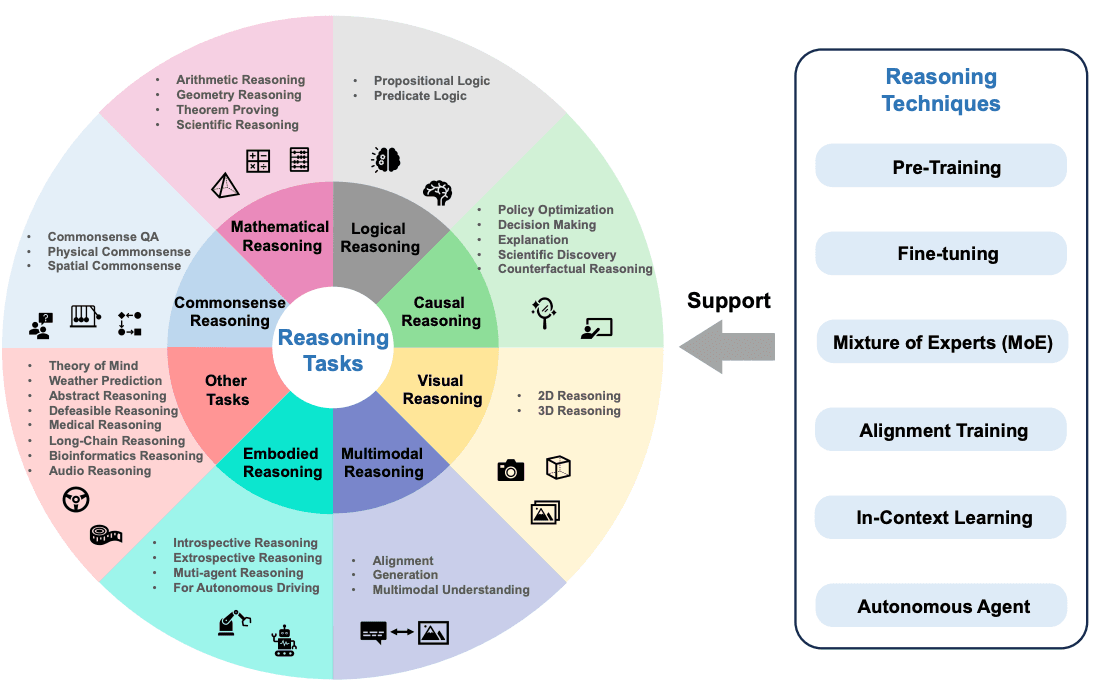 Reasoning
Tasks
Mathematical
Reasoning
• Arithmetic Reasoning
• Geometry Reasoning
• Theorem Proving
• Scientific Reasoning
Logical
Reasoning
• Propositional Logic
• Predicate Logic
Causal
Reasoning
• Policy Optimization
• Decision Making
• Explanation
• Scientific Discovery
• Counterfactual Reasoning
Visual
Reasoning
• 2D Reasoning
• 3D Reasoning
Multimodal
Reasoning
• Alignment
• Generation
• Multimodal Understanding
Embodied
Reasoning
• Introspective Reasoning
• Extrospective Reasoning
• Muti-agent Reasoning
• For Autonomous Driving
Other
Tasks
• Theory of Mind
• Weather Prediction
• Abstract Reasoning
• Defeasible Reasoning
• Medical Reasoning
• Long-Chain Reasoning
• Bioinformatics Reasoning
• Audio Reasoning
Commonsense
Reasoning
• Commonsense QA
• Physical Commonsense
• Spatial Commonsense
Support
Reasoning
Techniques
Pre-Training
Fine-tuning
Mixture of Experts (MoE)
Alignment Training
In-Context Learning
Autonomous Agent